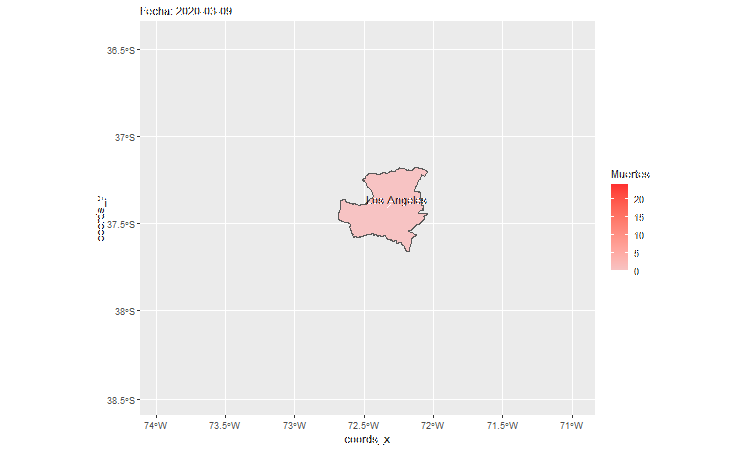 Fecha: 2020-03-09
36.5°S
37°S
37.5°S
38°S
38.5°S
coords_y
Los Angeles
74°W
73.5°W
73°W
72.5°W
72°W
71.5°W
71°W
coords_x
Muertes
20
15
10
5
0